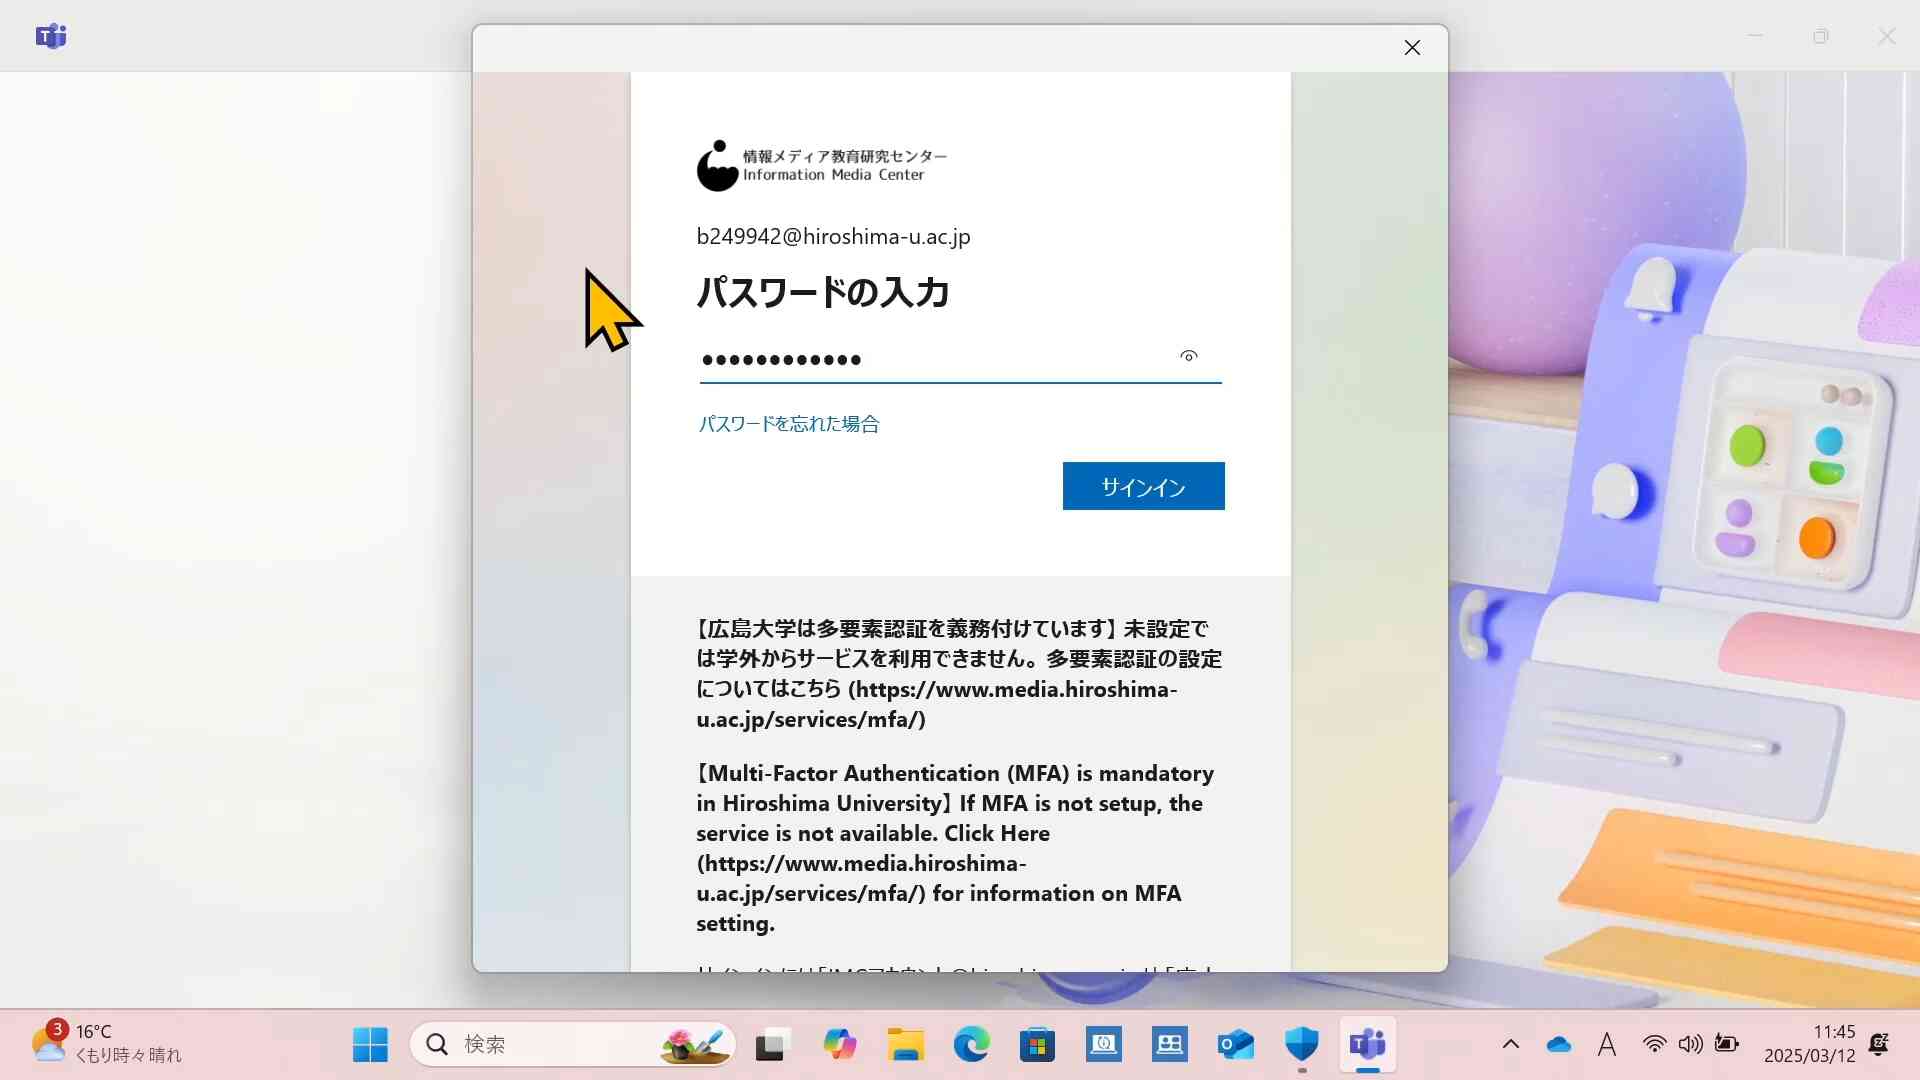 情報メディア教育研究センター
Information Media Center
b249942@hiroshima-u.ac.jp
パスワードの入力
●●●●●●●●●●●●
パスワードを忘れた場合
サインイン
【広島大学は多要素認証を義務付けています】 未設定で
は学外からサービスを利用できません。多要素認証の設定
についてはこちら (https://www.media.hiroshima-
u.ac.jp/services/mfa/)
【Multi-Factor Authentication (MFA) is mandatory
in Hiroshima University】 If MFA is not setup, the
service is not available. Click Here
(https://www.media.hiroshima-
u.ac.jp/services/mfa/) for information on MFA
setting.
3
16°C
くもり時々晴れ
検索
A
11:45
2025/03/12